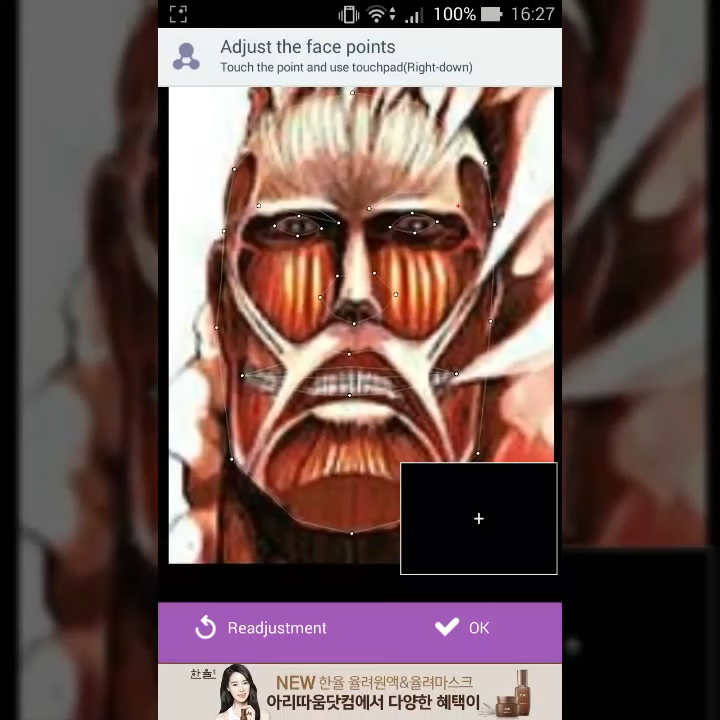 100% 16:27
Adjust the face points
Touch the point and use touchpad(Right-down)
Readjustment OK
한율
NEW 한율 율려원액&율려마스크
아리따움닷컴에서 다양한 혜택이